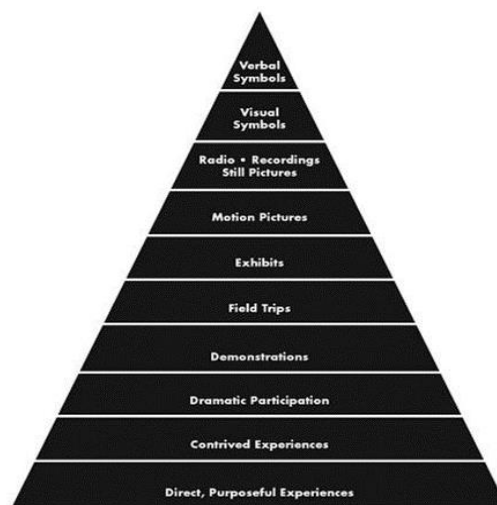 Verbal
Symbols
Visual
Symbols
Radio • Recordings
Still Pictures
Motion Pictures
Exhibits
Field Trips
Demonstrations
Dramatic Participation
Contrived Experiences
Direct, Purposeful Experiences